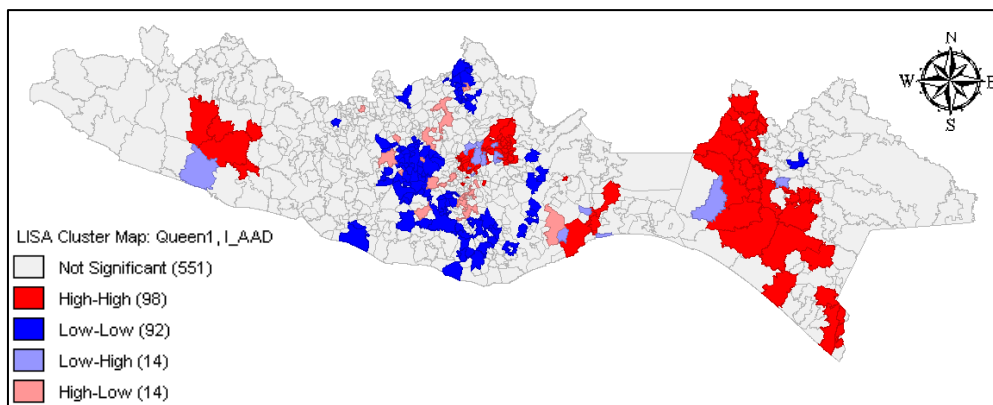 N
W E
S
LISA Cluster Map: Queen1, I_AAD
Not Significant (551)
High-High (98)
Low-Low (92)
Low-High (14)
High-Low (14)